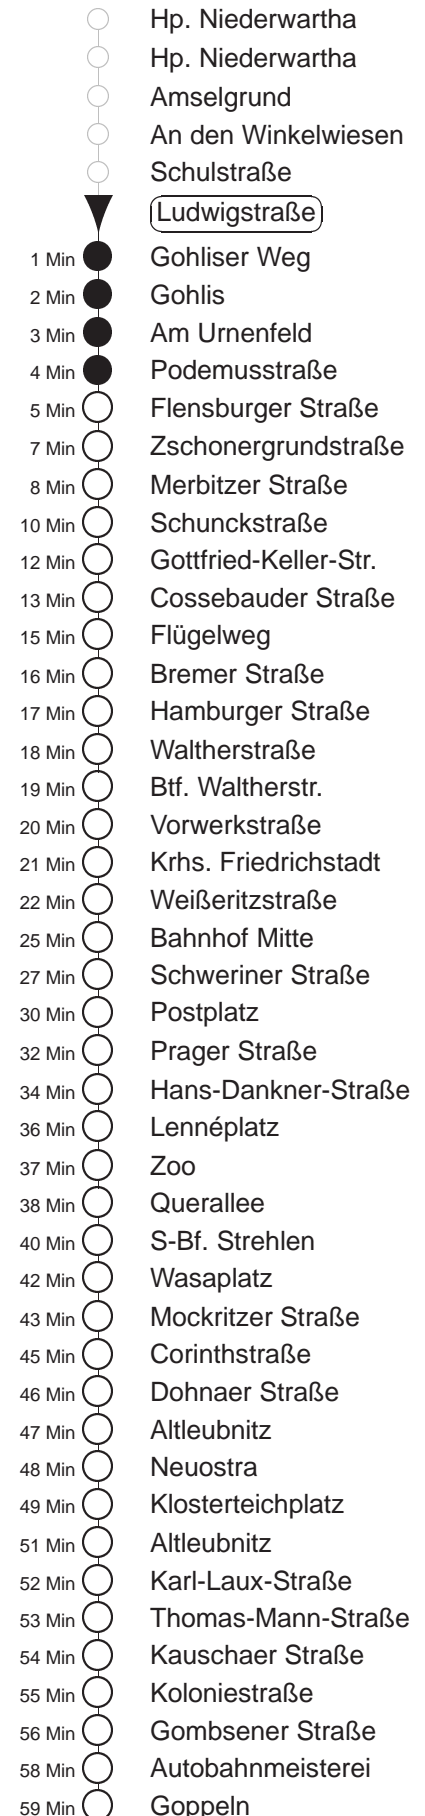 Hp. Niederwartha
Hp. Niederwartha
Amselgrund
An den Winkelwiesen
Schulstraße
Ludwigstraße
1 Min Gohliser Weg
2 Min Gohlis
3 Min Am Urnenfeld
4 Min Podemusstraße
5 Min Flensburger Straße
7 Min Zschonergrundstraße
8 Min Merbitzer Straße
10 Min Schunckstraße
12 Min Gottfried-Keller-Str.
13 Min Cossebauder Straße
15 Min Flügelweg
16 Min Bremer Straße
17 Min Hamburger Straße
18 Min Waltherstraße
19 Min Btf. Waltherstr.
20 Min Vorwerkstraße
21 Min Krhs. Friedrichstadt
22 Min Weißeritzstraße
25 Min Bahnhof Mitte
27 Min Schweriner Straße
30 Min Postplatz
32 Min Prager Straße
34 Min Hans-Dankner-Straße
36 Min Lennéplatz
37 Min Zoo
38 Min Querallee
40 Min S-Bf. Strehlen
42 Min Wasaplatz
43 Min Mockritzer Straße
45 Min Corinthstraße
46 Min Dohnaer Straße
47 Min Altleubnitz
48 Min Neuostra
49 Min Klosterteichplatz
51 Min Altleubnitz
52 Min Karl-Laux-Straße
53 Min Thomas-Mann-Straße
54 Min Kauschaer Straße
55 Min Koloniestraße
56 Min Gombsener Straße
58 Min Autobahnmeisterei
59 Min Goppeln